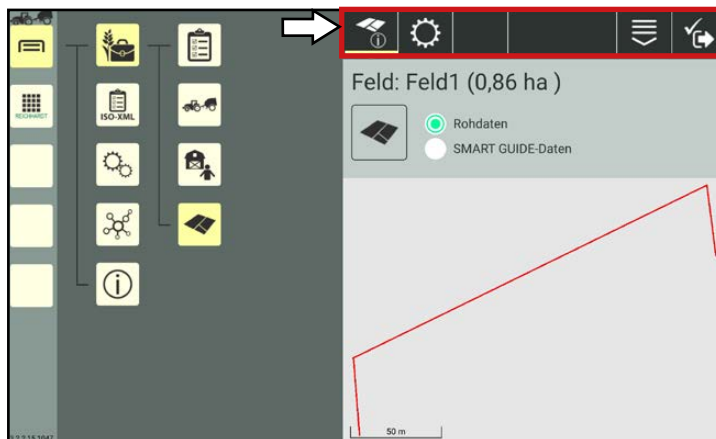 REICHHARDT
ISO-XML
Feld: Feld1 (0,86 ha )
Rohdaten
SMART GUIDE-Daten
50 m